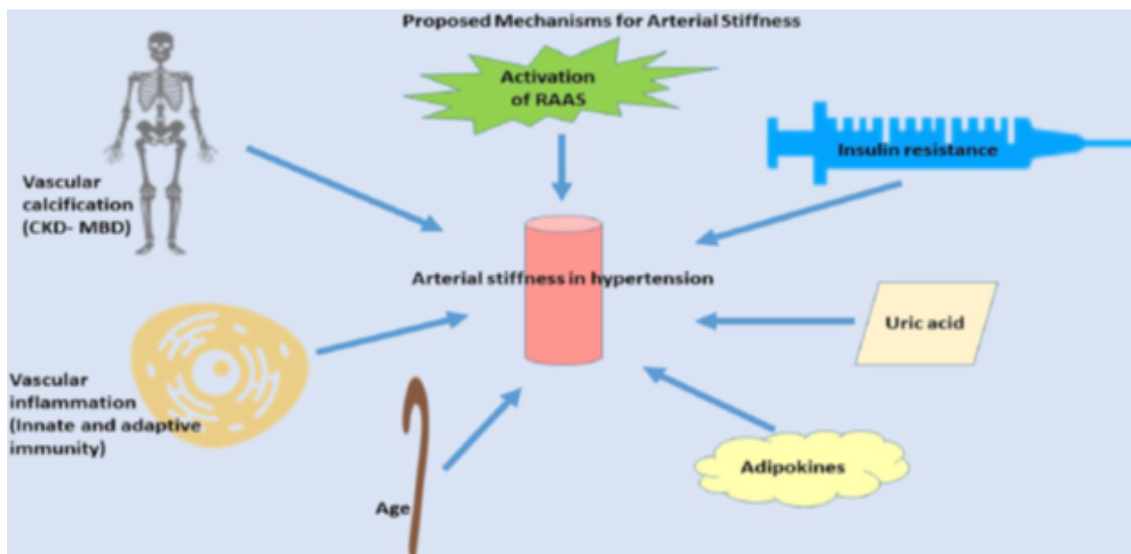 Proposed Mechanisms for Arterial Stiffness
Activation
of RAAS
Insulin resistance
Vascular
calcification
(CKD- MBD)
Arterial stiffness in hypertension
Uric acid
Vascular
inflammation
(Innate and adaptive
immunity)
Adipokines
Age